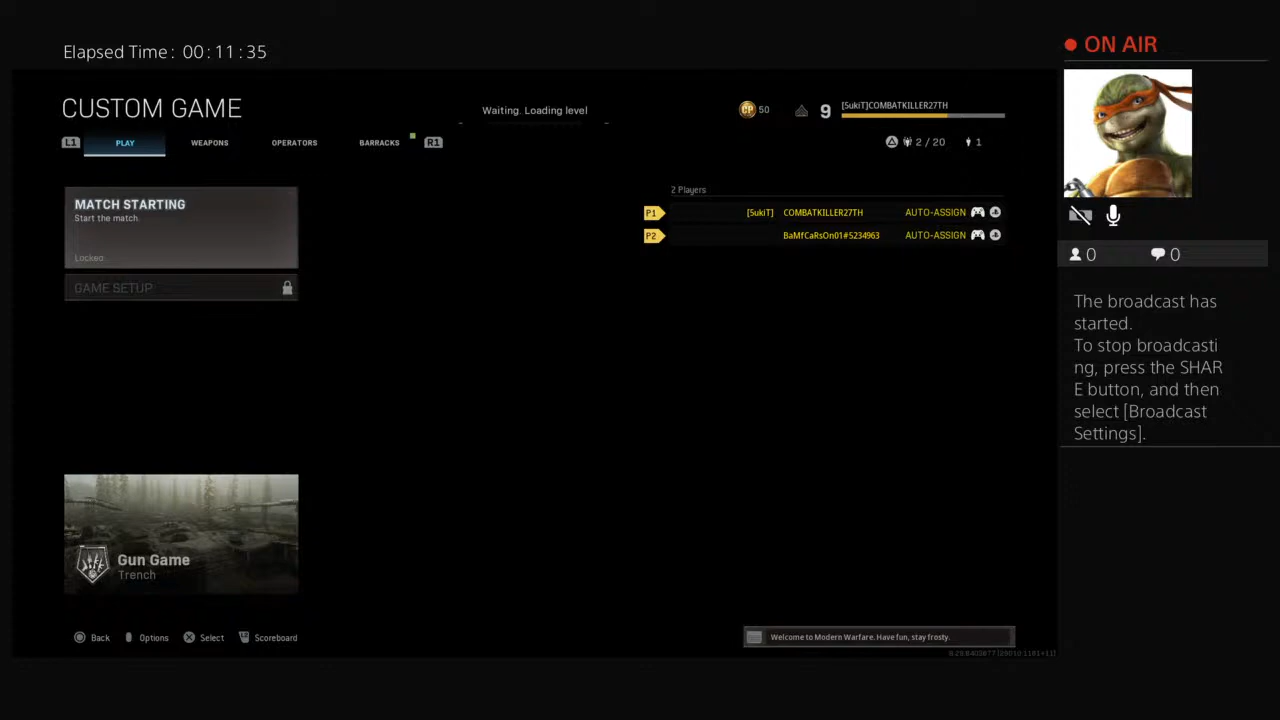 Elapsed Time: 00:11:35
ON AIR
CUSTOM GAME
Waiting. Loading level
CP 50
9
[5ukiT]COMBATKILLER27TH
L1 PLAY WEAPONS OPERATORS BARRACKS R1
2 / 20 1
MATCH STARTING
Start the match.
Locked.
GAME SETUP
2 Players
P1 [5ukiT] COMBATKILLER27TH AUTO-ASSIGN
P2 BaMfCaRsOn01#5234963 AUTO-ASSIGN
0 0
The broadcast has
started.
To stop broadcasti
ng, press the SHAR
E button, and then
select [Broadcast
Settings].
Gun Game
Trench
Back Options Select Scoreboard
Welcome to Modern Warfare. Have fun, stay frosty.